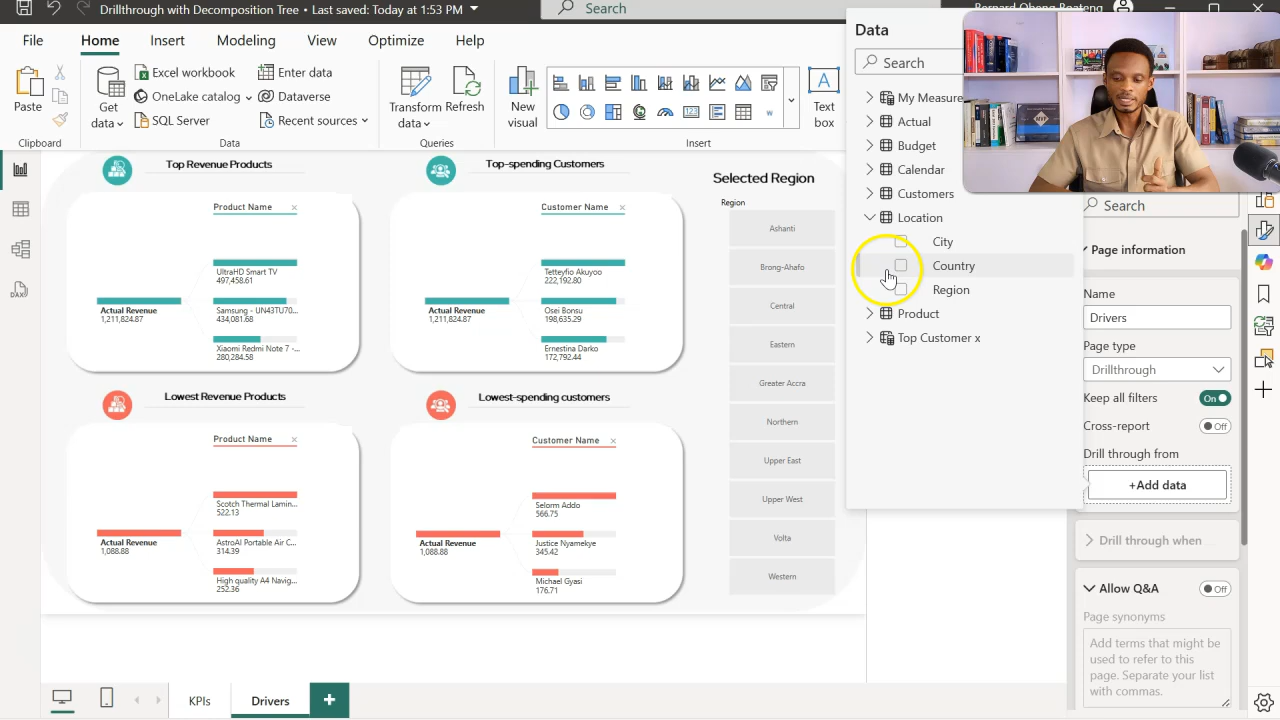 Drillthrough with Decomposition Tree • Last saved: Today at 1:53 PM
Search
Bernard Obeng Boateng
File
Home
Insert
Modeling
View
Optimize
Help
Paste
Get data
Excel workbook
OneLake catalog
SQL Server
Enter data
Dataverse
Recent sources
Transform data
Refresh
New visual
Text box
Clipboard
Data
Queries
Insert
Top Revenue Products
Product Name
Actual Revenue
1,211,824.87
UltraHD Smart TV
497,458.61
Samsung - UN43TU70...
434,081.68
Xiaomi Redmi Note 7 -...
280,284.58
Top-spending Customers
Customer Name
Actual Revenue
1,211,824.87
Tetteyfio Akuyoo
222,192.80
Osei Bonsu
198,635.29
Ernestina Darko
172,792.44
Lowest Revenue Products
Product Name
Actual Revenue
1,088.88
Scotch Thermal Lamin...
522.13
AstroAI Portable Air C...
314.39
High quality A4 Navig...
252.36
Lowest-spending customers
Customer Name
Actual Revenue
1,088.88
Selorm Addo
566.75
Justice Nyamekye
345.42
Michael Gyasi
176.71
Selected Region
Region
Ashanti
Brong-Ahafo
Central
Eastern
Greater Accra
Northern
Upper East
Upper West
Volta
Western
Data
Search
My Measure
Actual
Budget
Calendar
Customers
Location
City
Country
Region
Product
Top Customer x
MVP
Search
Page information
Name
Drivers
Page type
Drillthrough
Keep all filters
On
Cross-report
Off
Drill through from
+Add data
Drill through when
Allow Q&A
Off
Page synonyms
Add terms that might be
used to refer to this
page. Separate your list
with commas.
DAX
KPIs
Drivers